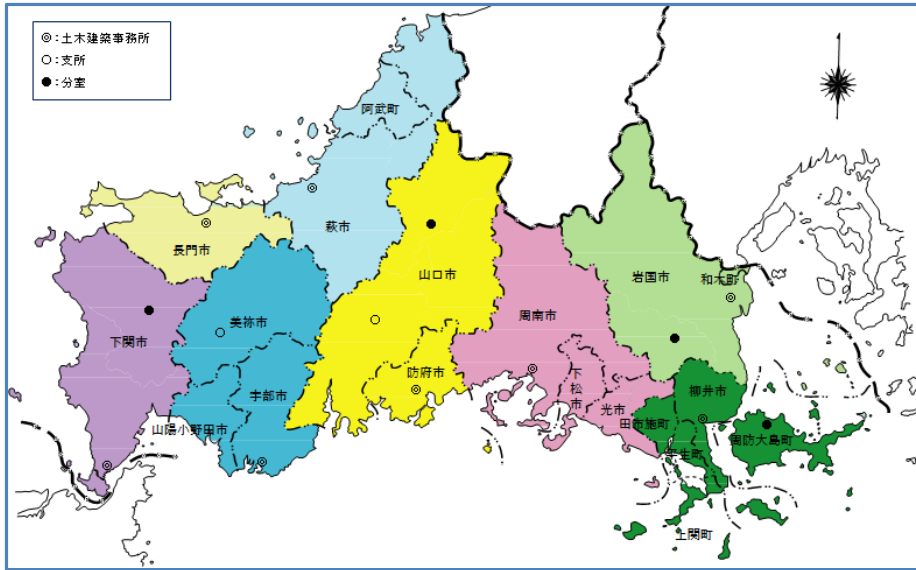 ◎：土木建築事務所
○：支所
●：分室
阿武町
萩市
長門市
山口市
岩国市
和木町
美祢市
周南市
下関市
防府市
下松市
柳井市
宇部市
光市
田布施町
山陽小野田市
周防大島町
平生町
上関町